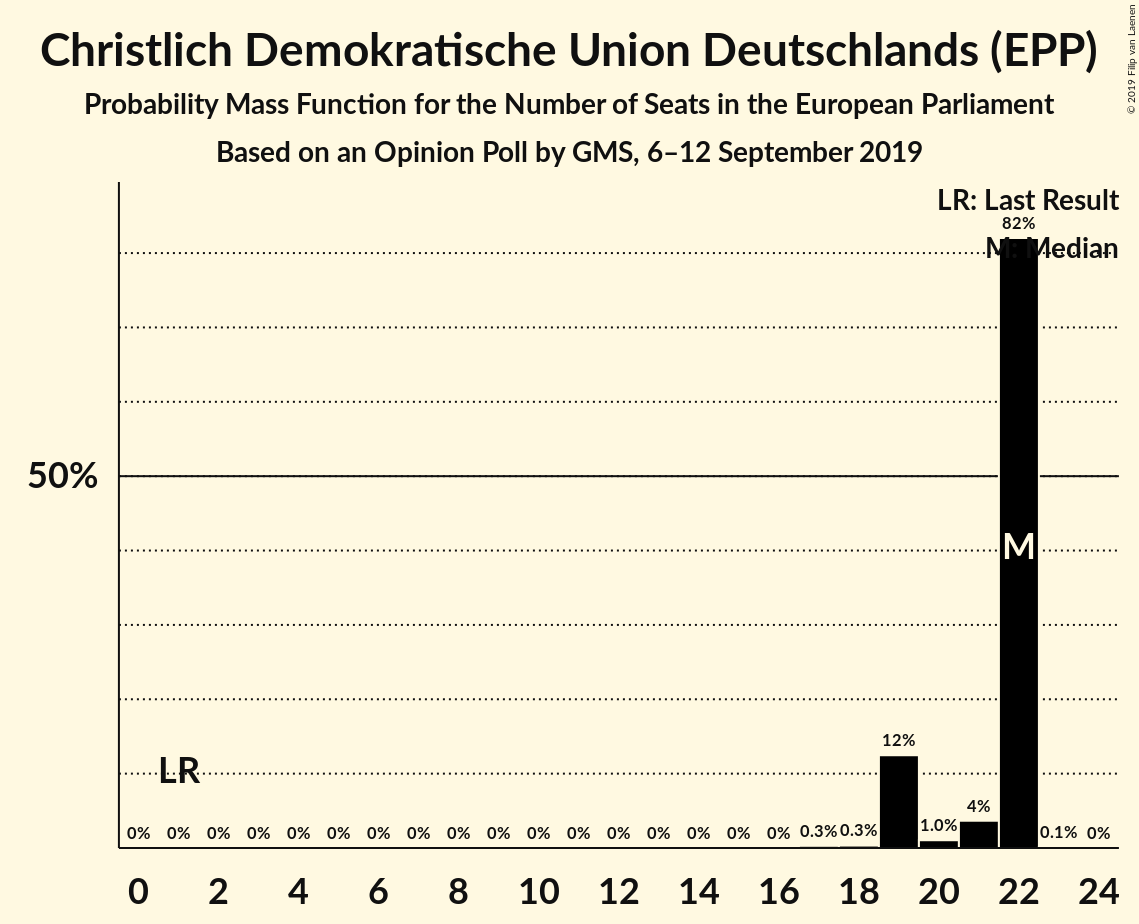 Christlich Demokratische Union Deutschlands (EPP)
Probability Mass Function for the Number of Seats in the European Parliament
Based on an Opinion Poll by GMS, 6–12 September 2019
© 2019 Filip van Laenen
LR: Last Result
82%
M: Median
50%
M
LR
12%
4%
0% 0% 0% 0% 0% 0% 0% 0% 0% 0% 0% 0% 0% 0% 0% 0% 0% 0.3% 0.3% 1.0% 0.1% 0%
0 2 4 6 8 10 12 14 16 18 20 22 24